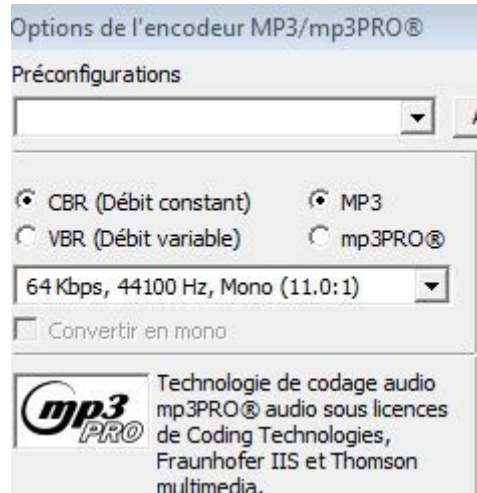 Options de l'encodeur MP3/mp3PRO®
Préconfigurations
CBR (Débit constant) MP3
VBR (Débit variable) mp3PRO®
64 Kbps, 44100 Hz, Mono (11.0:1)
Convertir en mono
mp3 PRO
Technologie de codage audio
mp3PRO® audio sous licences
de Coding Technologies,
Fraunhofer IIS et Thomson
multimedia.